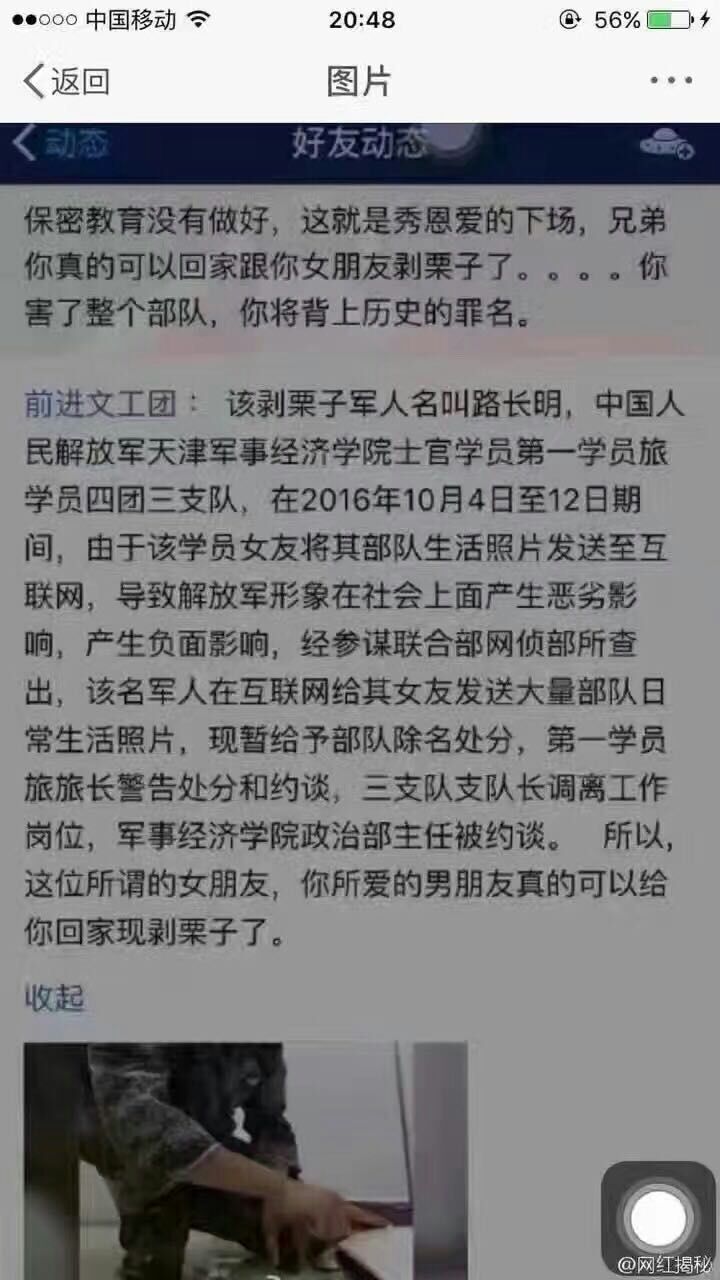 中国移动 20:48 56%
返回 图片
动态 好友动态
保密教育没有做好，这就是秀恩爱的下场，兄弟
你真的可以回家跟你女朋友剥栗子了。。。。你
害了整个部队，你将背上历史的罪名。
前进文工团： 该剥栗子军人名叫路长明，中国人
民解放军天津军事经济学院士官学员第一学员旅
学员四团三支队，在2016年10月4日至12日期
间，由于该学员女友将其部队生活照片发送至互
联网，导致解放军形象在社会上面产生恶劣影
响，产生负面影响，经参谋联合部网侦部所查
出，该名军人在互联网给其女友发送大量部队日
常生活照片，现暂给予部队除名处分，第一学员
旅旅长警告处分和约谈，三支队支队长调离工作
岗位，军事经济学院政治部主任被约谈。 所以，
这位所谓的女朋友，你所爱的男朋友真的可以给
你回家现剥栗子了。
收起
@网红揭秘